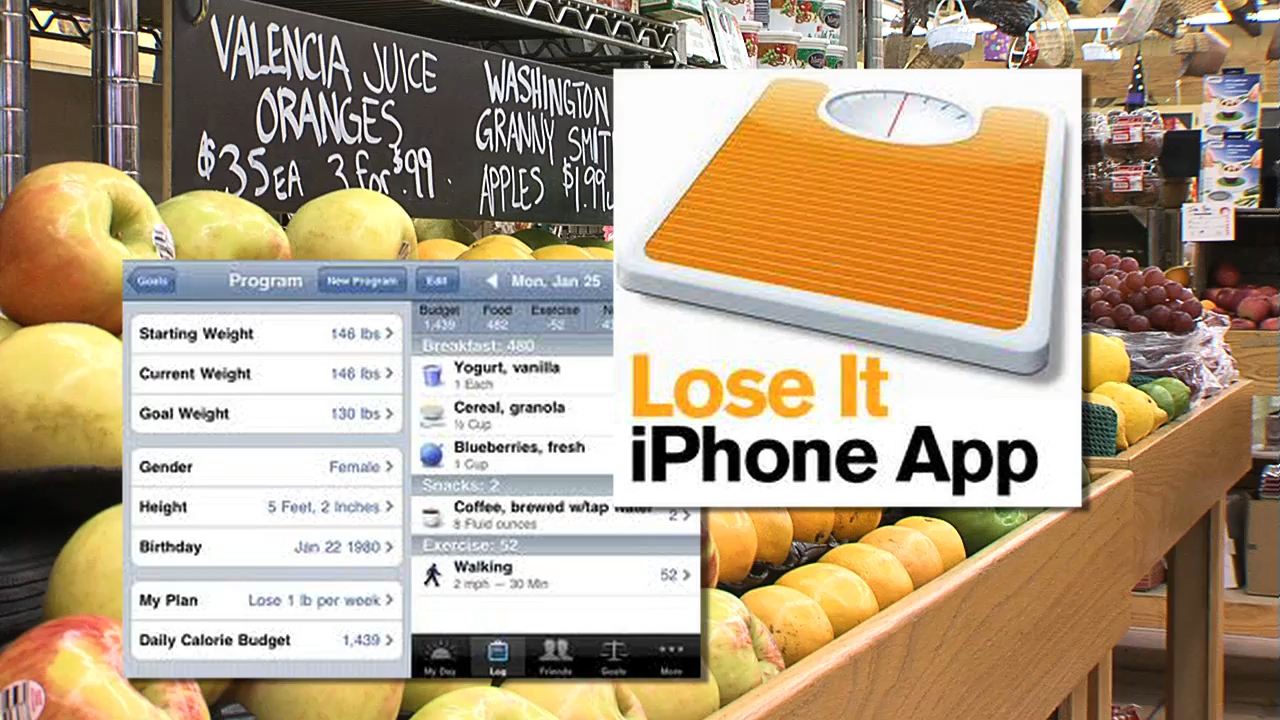 VALENCIA JUICE
ORANGES
$.35 EA 3 for $.99
WASHINGTON
GRANNY SMIT
APPLES $1.99
Goals
Program
New Program
Starting Weight 146 lbs
Current Weight 146 lbs
Goal Weight 130 lbs
Gender Female
Height 5 Feet, 2 Inches
Birthday Jan 22 1980
My Plan Lose 1 lb per week
Daily Calorie Budget 1,439
Edit
Mon, Jan 25
Budget Food Exercise
1,439 482 -52
Breakfast: 480
Yogurt, vanilla
1 Each
Cereal, granola
½ Cup
Blueberries, fresh
1 Cup
Snacks: 2
Coffee, brewed w/tap water 2
8 Fluid ounces
Exercise: 52
Walking 52
2 mph — 30 Min
My Day Log Friends Goals More
Lose It
iPhone App